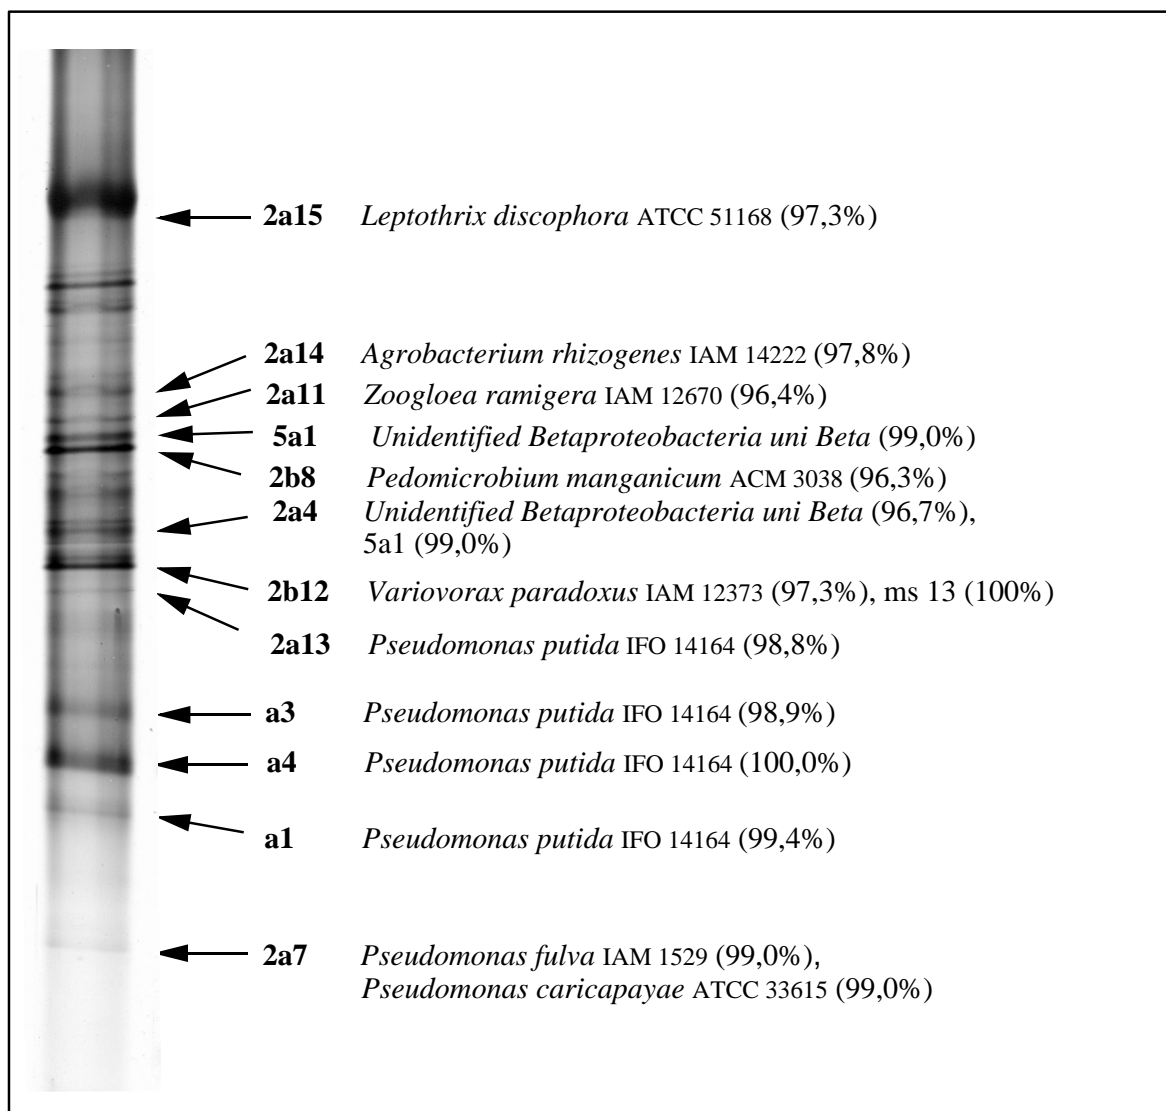 2a15 Leptothrix discophora ATCC 51168 (97,3%)
2a14 Agrobacterium rhizogenes IAM 14222 (97,8%)
2a11 Zoogloea ramigera IAM 12670 (96,4%)
5a1 Unidentified Betaproteobacteria uni Beta (99,0%)
2b8 Pedomicrobium manganicum ACM 3038 (96,3%)
2a4 Unidentified Betaproteobacteria uni Beta (96,7%),
5a1 (99,0%)
2b12 Variovorax paradoxus IAM 12373 (97,3%), ms 13 (100%)
2a13 Pseudomonas putida IFO 14164 (98,8%)
a3 Pseudomonas putida IFO 14164 (98,9%)
a4 Pseudomonas putida IFO 14164 (100,0%)
a1 Pseudomonas putida IFO 14164 (99,4%)
2a7 Pseudomonas fulva IAM 1529 (99,0%),
Pseudomonas caricapayae ATCC 33615 (99,0%)